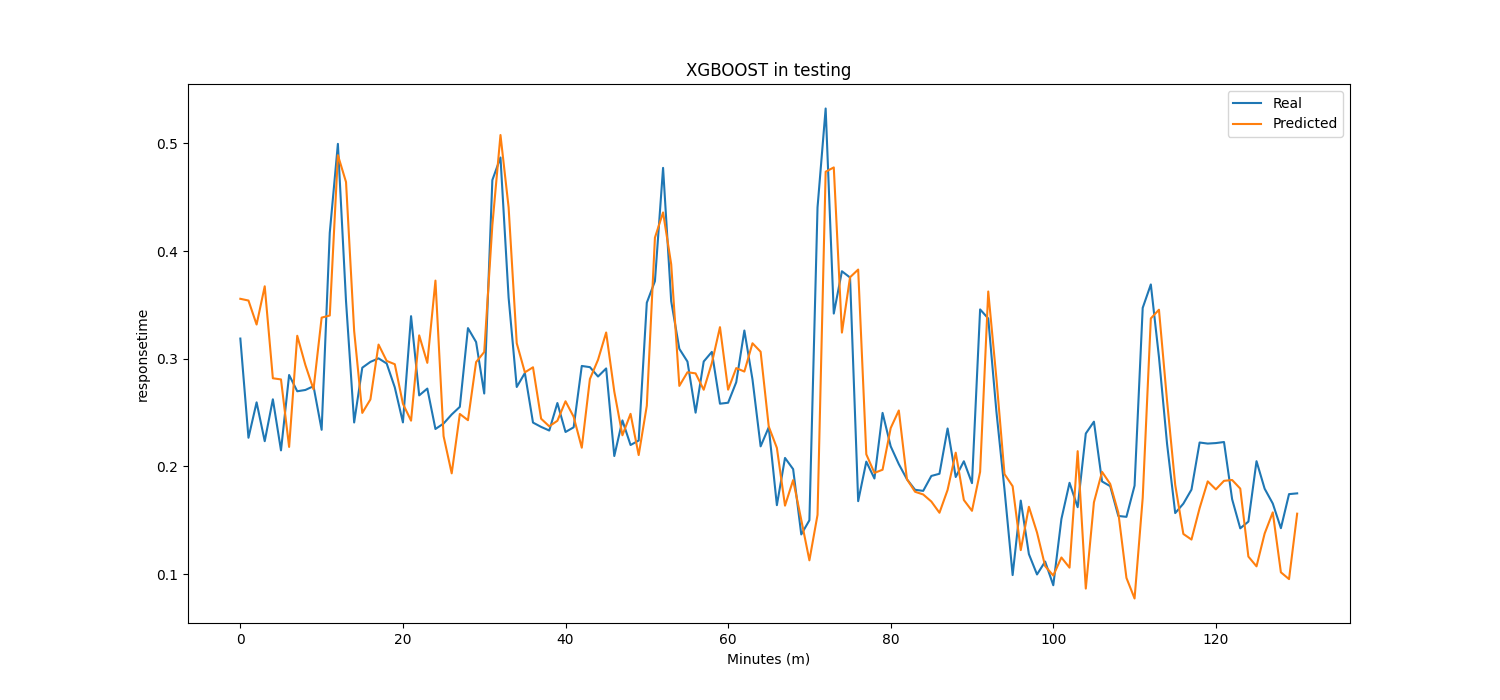 XGBOOST in testing
Real
Predicted
responsetime
0.5
0.4
0.3
0.2
0.1
0 20 40 60 80 100 120
Minutes (m)